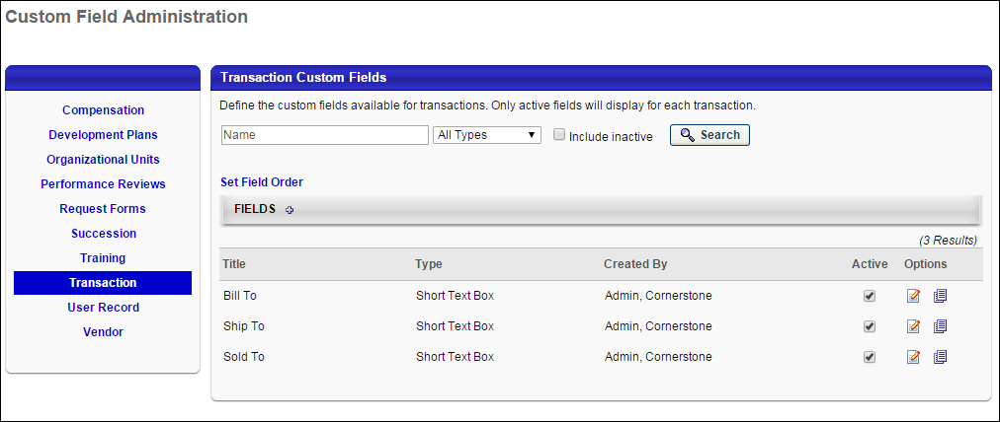 Custom Field Administration
Compensation
Development Plans
Organizational Units
Performance Reviews
Request Forms
Succession
Training
Transaction
User Record
Vendor
Transaction Custom Fields
Define the custom fields available for transactions. Only active fields will display for each transaction.
Name All Types Include inactive Search
Set Field Order
FIELDS
(3 Results)
Title Type Created By Active Options
Bill To Short Text Box Admin, Cornerstone
Ship To Short Text Box Admin, Cornerstone
Sold To Short Text Box Admin, Cornerstone